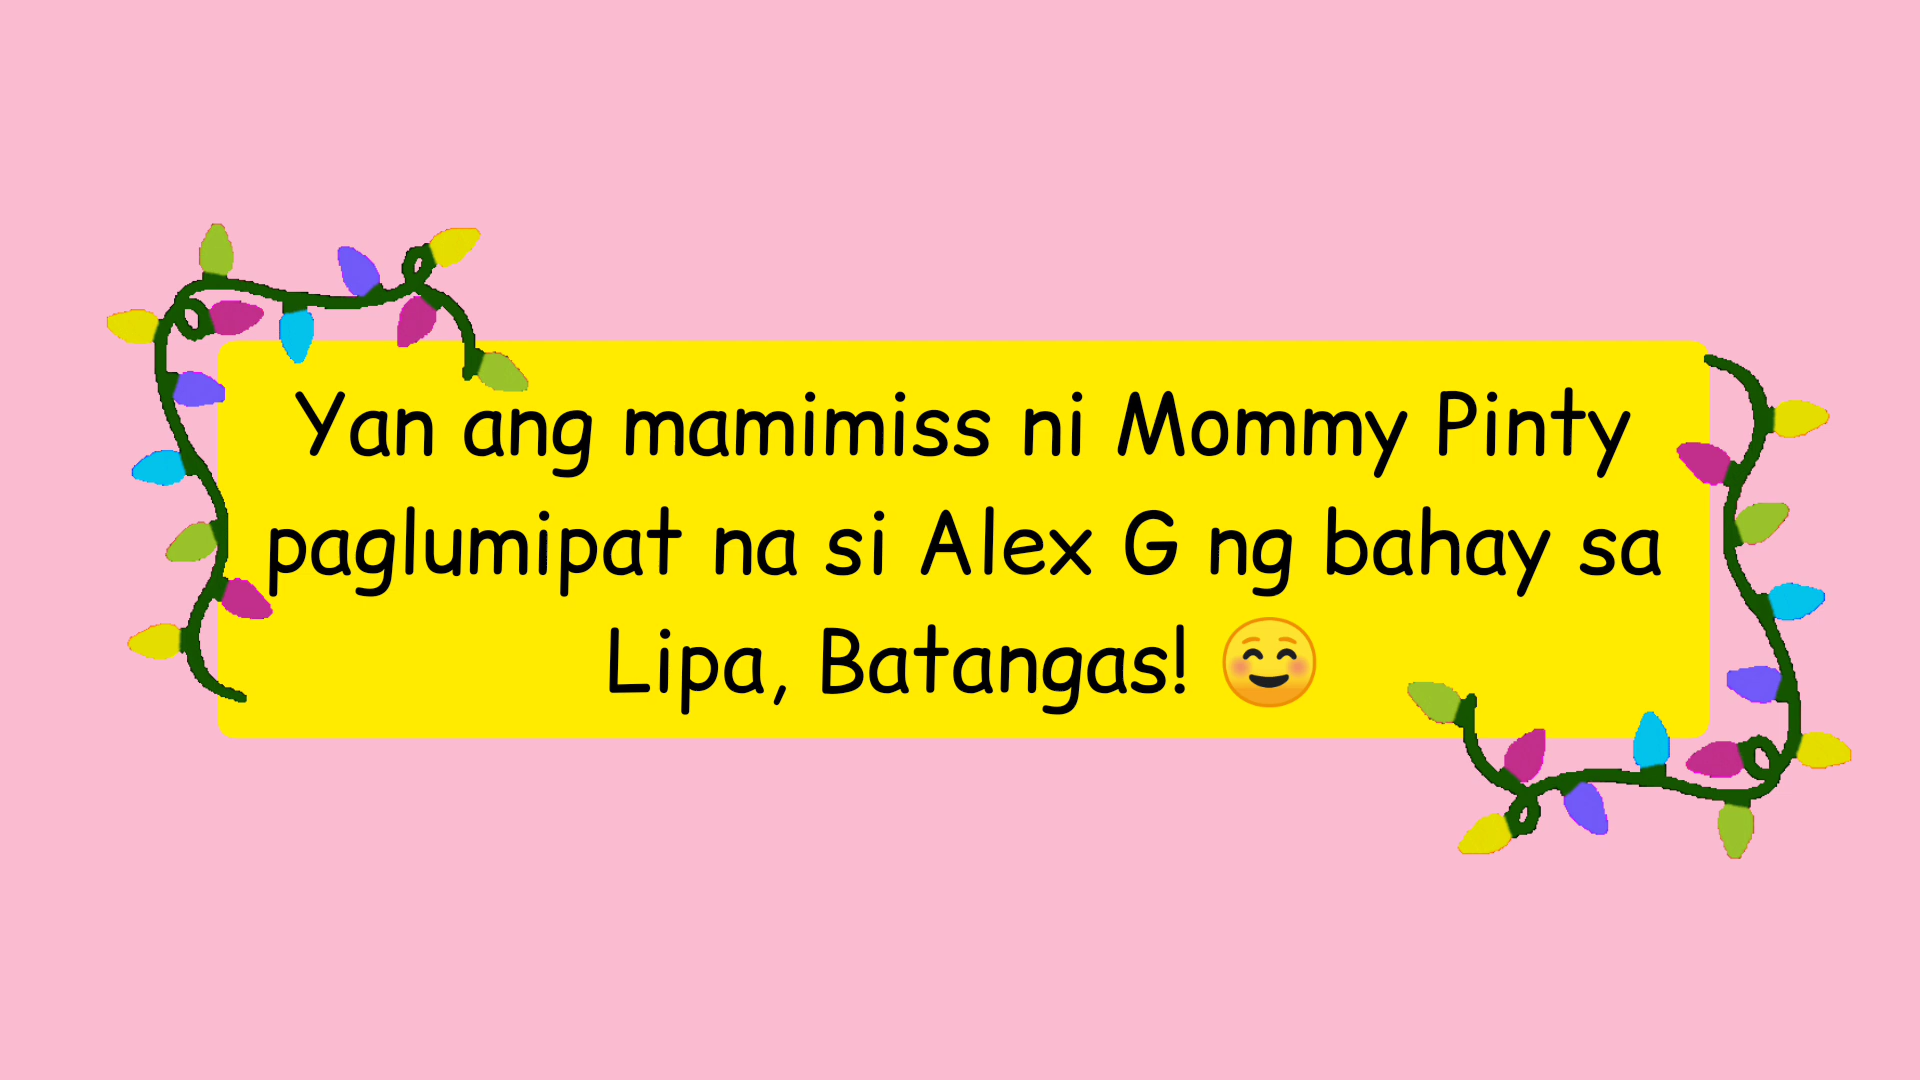 Yan ang mamimiss ni Mommy Pinty
paglumipat na si Alex G ng bahay sa
Lipa, Batangas! ☺️